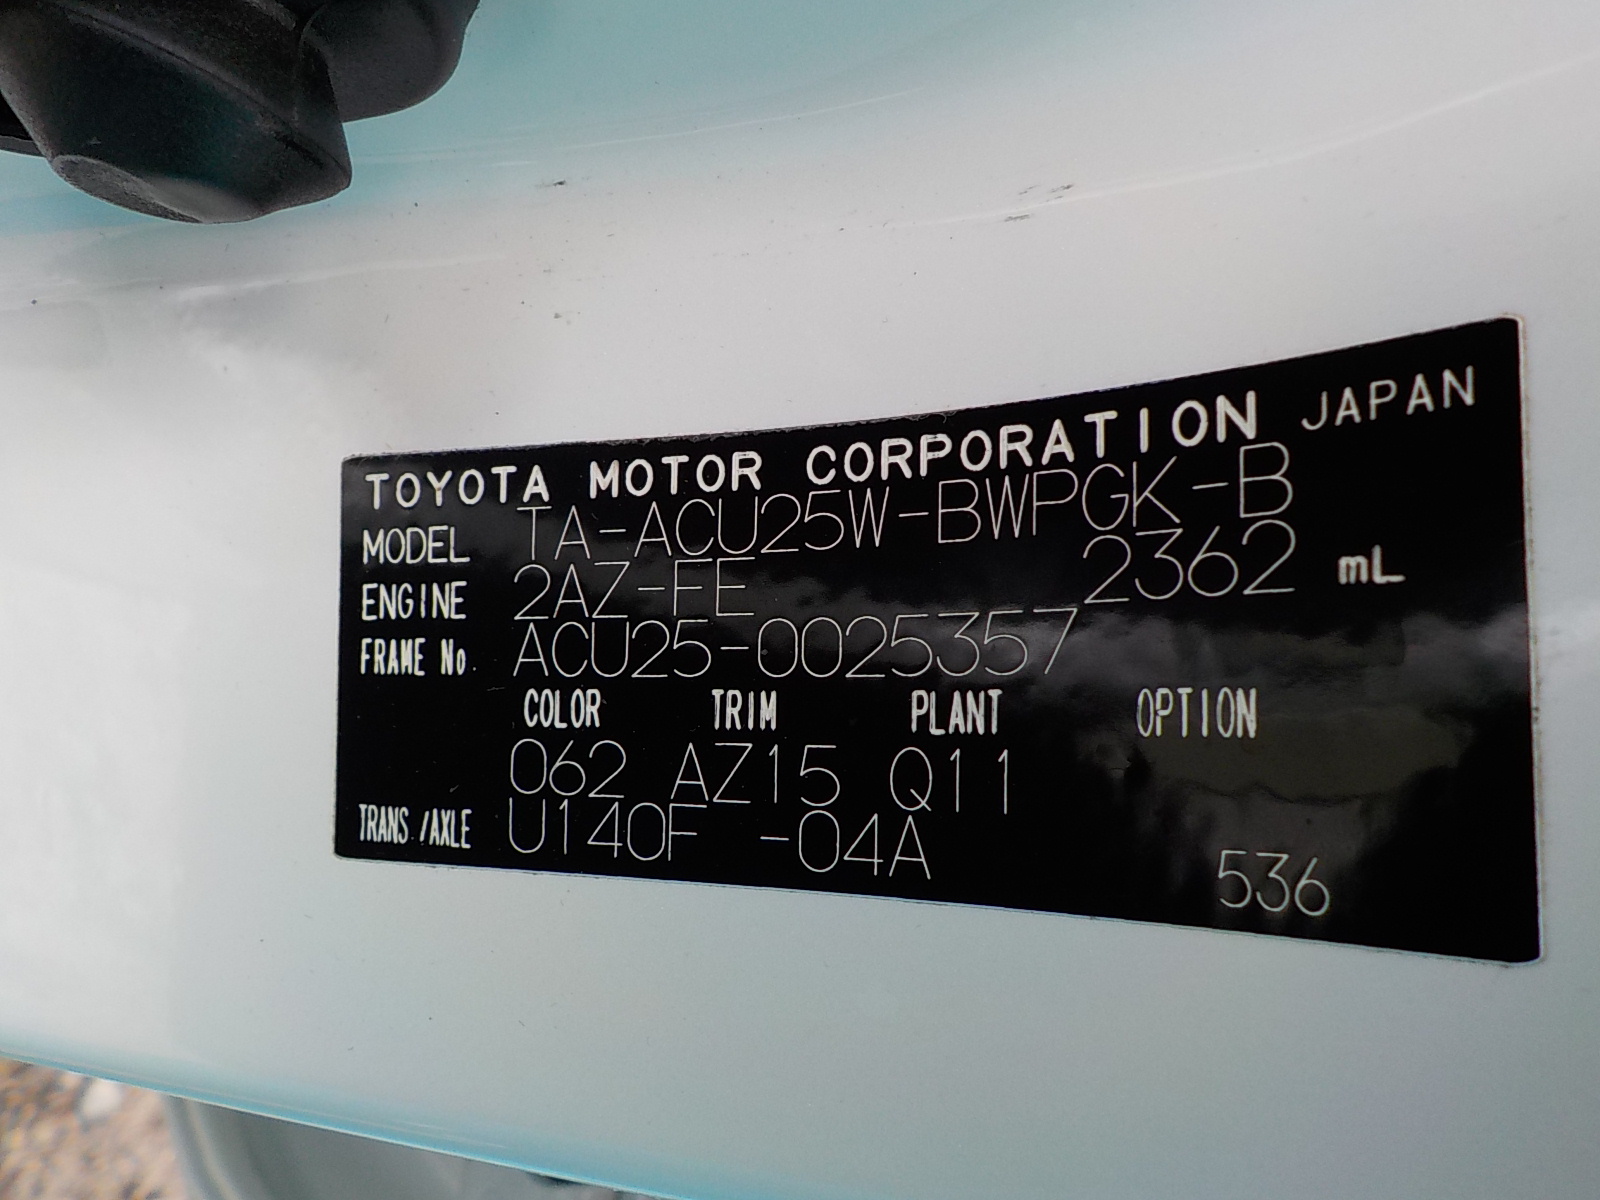 TOYOTA MOTOR CORPORATION JAPAN
MODEL TA-ACU25W-BWPGK-B
ENGINE 2AZ-FE 2362 mL
FRAME No. ACU25-0025357
COLOR TRIM PLANT OPTION
062 AZ15 Q11
TRANS./AXLE U140F -04A
536